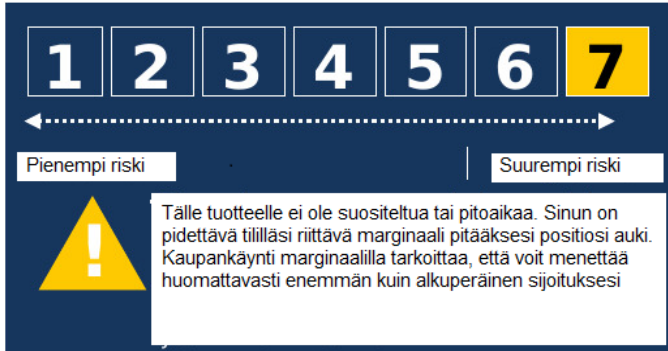 1 2 3 4 5 6 7
Pienempi riski Suurempi riski
!
Tälle tuotteelle ei ole suositeltua tai pitoaikaa. Sinun on
pidettävä tililläsi riittävä marginaali pitääksesi positiosi auki.
Kaupankäynti marginaalilla tarkoittaa, että voit menettää
huomattavasti enemmän kuin alkuperäinen sijoituksesi